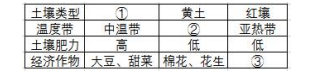 土壤类型 ① 黄土 红壤
温度带 中温带 ② 亚热带
土壤肥力 高 低 低
经济作物 大豆、甜菜 棉花、花生 ③